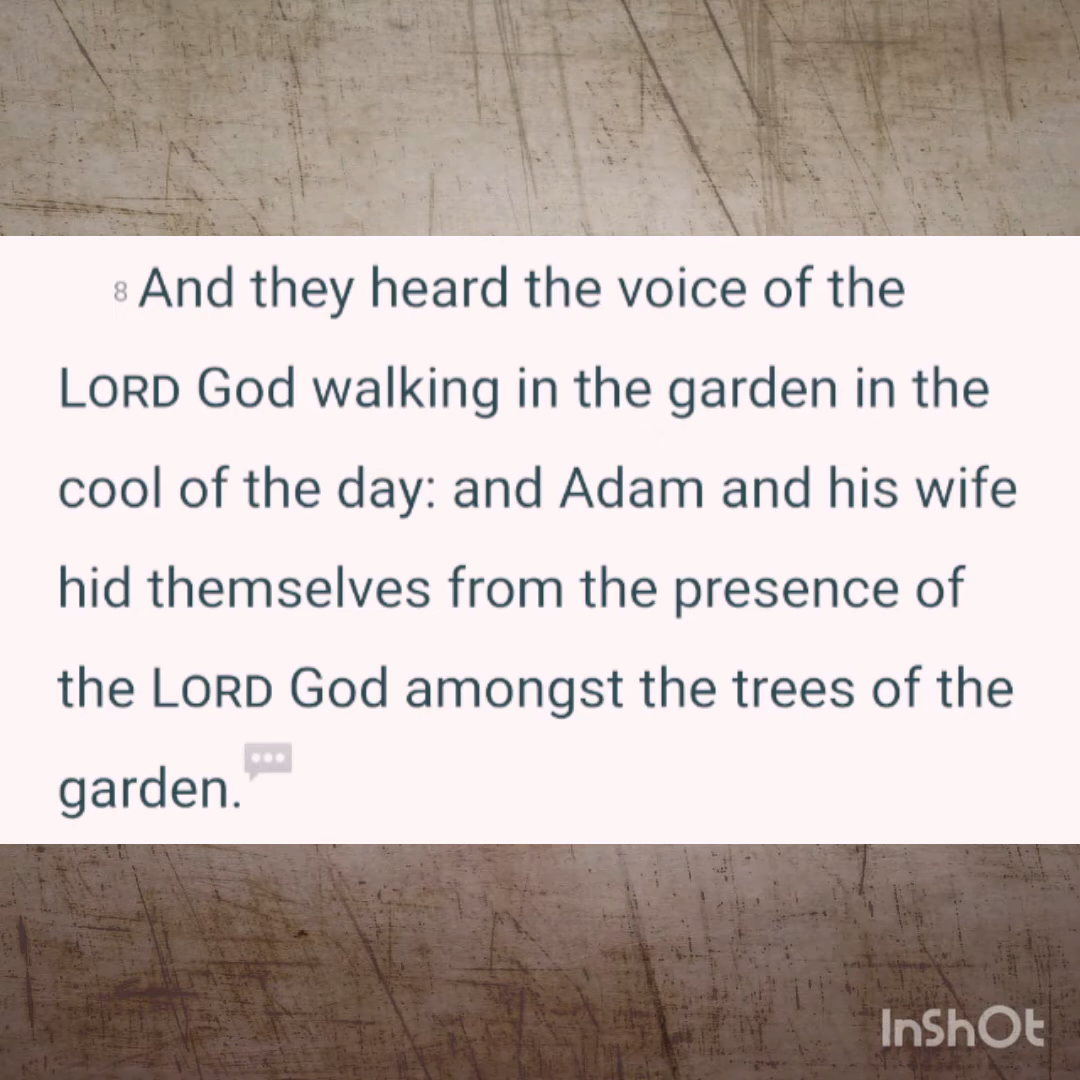 8 And they heard the voice of the
LORD God walking in the garden in the
cool of the day: and Adam and his wife
hid themselves from the presence of
the LORD God amongst the trees of the
garden.
InShOt